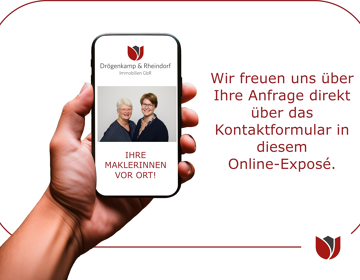 Drögenkamp & Rheindorf
Immobilien GbR
IHRE
MAKLERINNEN
VOR ORT!
Wir freuen uns über
Ihre Anfrage direkt
über das
Kontaktformular in
diesem
Online-Exposé.